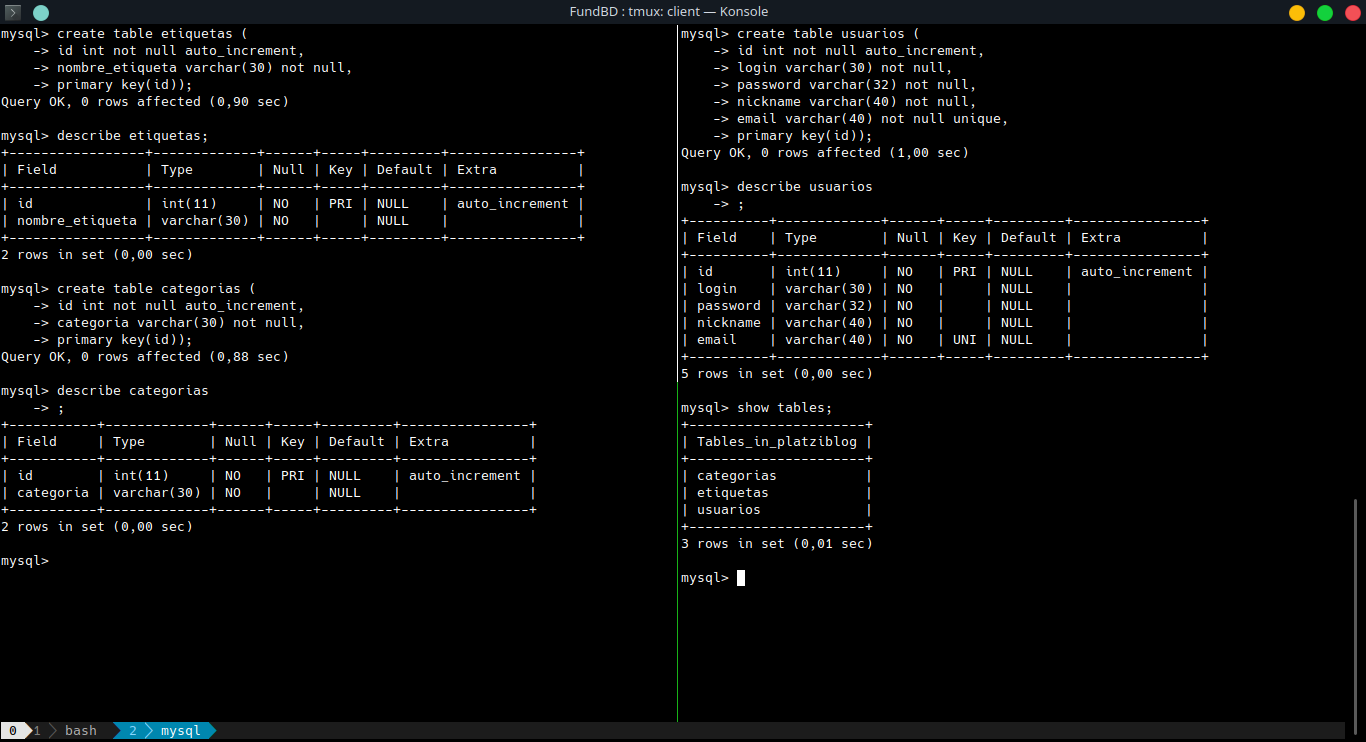 FundBD : tmux: client — Konsole
mysql> create table etiquetas (
    -> id int not null auto_increment,
    -> nombre_etiqueta varchar(30) not null,
    -> primary key(id));
Query OK, 0 rows affected (0,90 sec)

mysql> describe etiquetas;
+-----------------+-------------+------+-----+---------+----------------+
| Field           | Type        | Null | Key | Default | Extra          |
+-----------------+-------------+------+-----+---------+----------------+
| id              | int(11)     | NO   | PRI | NULL    | auto_increment |
| nombre_etiqueta | varchar(30) | NO   |     | NULL    |                |
+-----------------+-------------+------+-----+---------+----------------+
2 rows in set (0,00 sec)

mysql> create table categorias (
    -> id int not null auto_increment,
    -> categoria varchar(30) not null,
    -> primary key(id));
Query OK, 0 rows affected (0,88 sec)

mysql> describe categorias
    -> ;
+-----------+-------------+------+-----+---------+----------------+
| Field     | Type        | Null | Key | Default | Extra          |
+-----------+-------------+------+-----+---------+----------------+
| id        | int(11)     | NO   | PRI | NULL    | auto_increment |
| categoria | varchar(30) | NO   |     | NULL    |                |
+-----------+-------------+------+-----+---------+----------------+
2 rows in set (0,00 sec)

mysql>
mysql> create table usuarios (
    -> id int not null auto_increment,
    -> login varchar(30) not null,
    -> password varchar(32) not null,
    -> nickname varchar(40) not null,
    -> email varchar(40) not null unique,
    -> primary key(id));
Query OK, 0 rows affected (1,00 sec)

mysql> describe usuarios
    -> ;
+----------+-------------+------+-----+---------+----------------+
| Field    | Type        | Null | Key | Default | Extra          |
+----------+-------------+------+-----+---------+----------------+
| id       | int(11)     | NO   | PRI | NULL    | auto_increment |
| login    | varchar(30) | NO   |     | NULL    |                |
| password | varchar(32) | NO   |     | NULL    |                |
| nickname | varchar(40) | NO   |     | NULL    |                |
| email    | varchar(40) | NO   | UNI | NULL    |                |
+----------+-------------+------+-----+---------+----------------+
5 rows in set (0,00 sec)

mysql> show tables;
+----------------------+
| Tables_in_platziblog |
+----------------------+
| categorias           |
| etiquetas            |
| usuarios             |
+----------------------+
3 rows in set (0,01 sec)

mysql>
0 1 bash 2 mysql